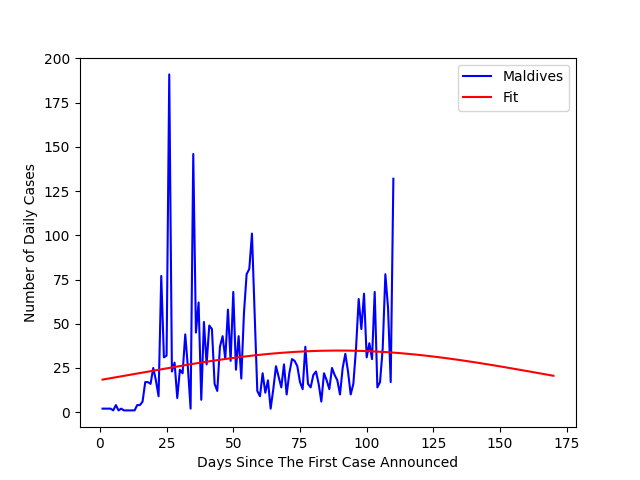 200
175
150
125
100
75
50
25
0
Number of Daily Cases
Maldives
Fit
0 25 50 75 100 125 150 175
Days Since The First Case Announced